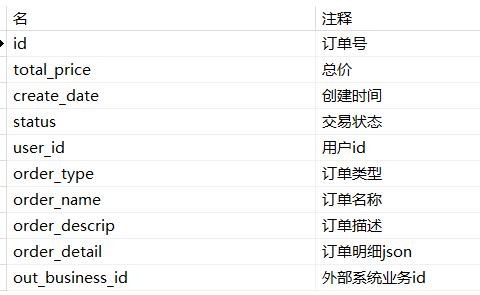 名 注释
id 订单号
total_price 总价
create_date 创建时间
status 交易状态
user_id 用户id
order_type 订单类型
order_name 订单名称
order_descrip 订单描述
order_detail 订单明细json
out_business_id 外部系统业务id